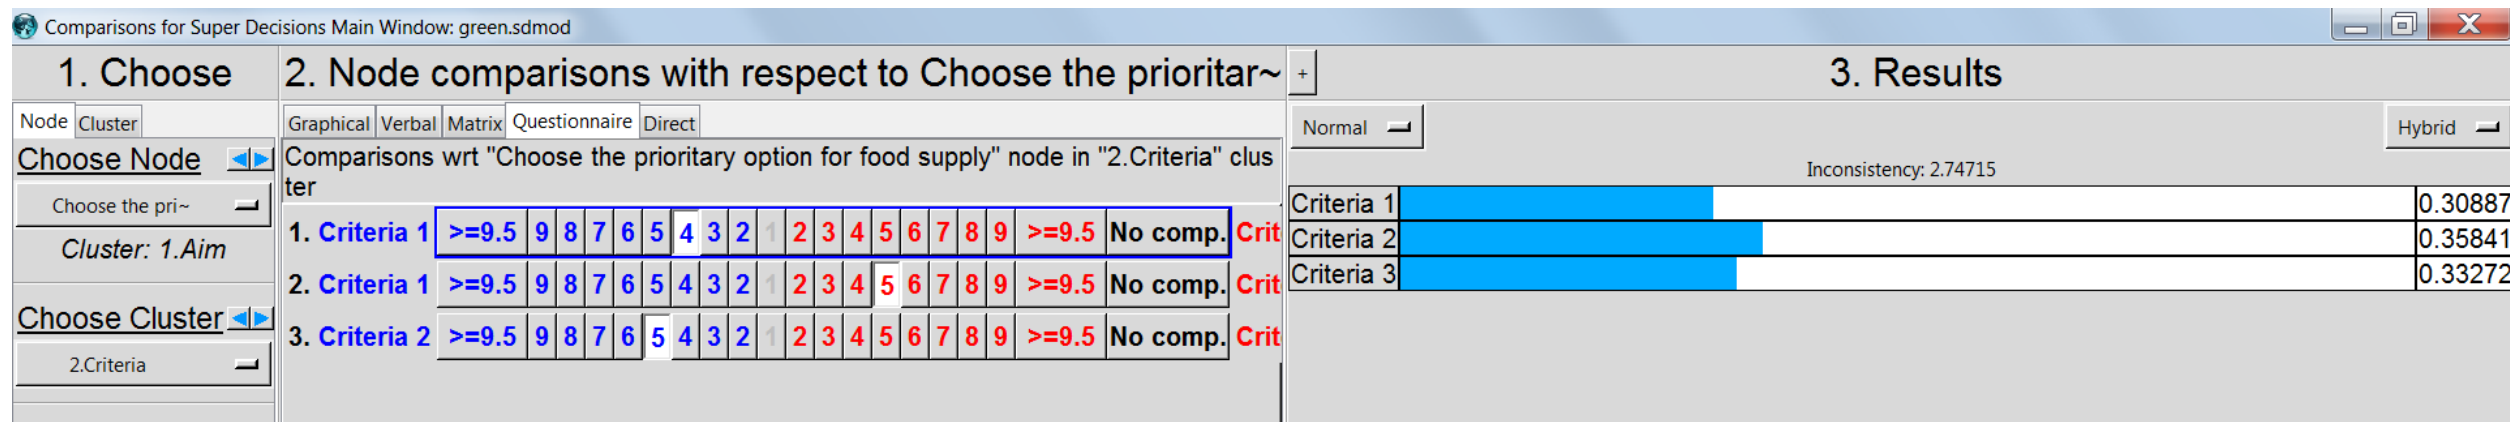 Comparisons for Super Decisions Main Window: green.sdmod
1. Choose
2. Node comparisons with respect to Choose the prioritar~
+
3. Results
Node Cluster
Graphical Verbal Matrix Questionnaire Direct
Normal
Hybrid
Choose Node
Comparisons wrt "Choose the prioritary option for food supply" node in "2.Criteria" clus
ter
Inconsistency: 2.74715
Choose the pri~
Cluster: 1.Aim
1. Criteria 1 >=9.5 9 8 7 6 5 4 3 2 1 2 3 4 5 6 7 8 9 >=9.5 No comp. Crit
2. Criteria 1 >=9.5 9 8 7 6 5 4 3 2 1 2 3 4 5 6 7 8 9 >=9.5 No comp. Crit
3. Criteria 2 >=9.5 9 8 7 6 5 4 3 2 1 2 3 4 5 6 7 8 9 >=9.5 No comp. Crit
Criteria 1 0.30887
Criteria 2 0.35841
Criteria 3 0.33272
Choose Cluster
2.Criteria